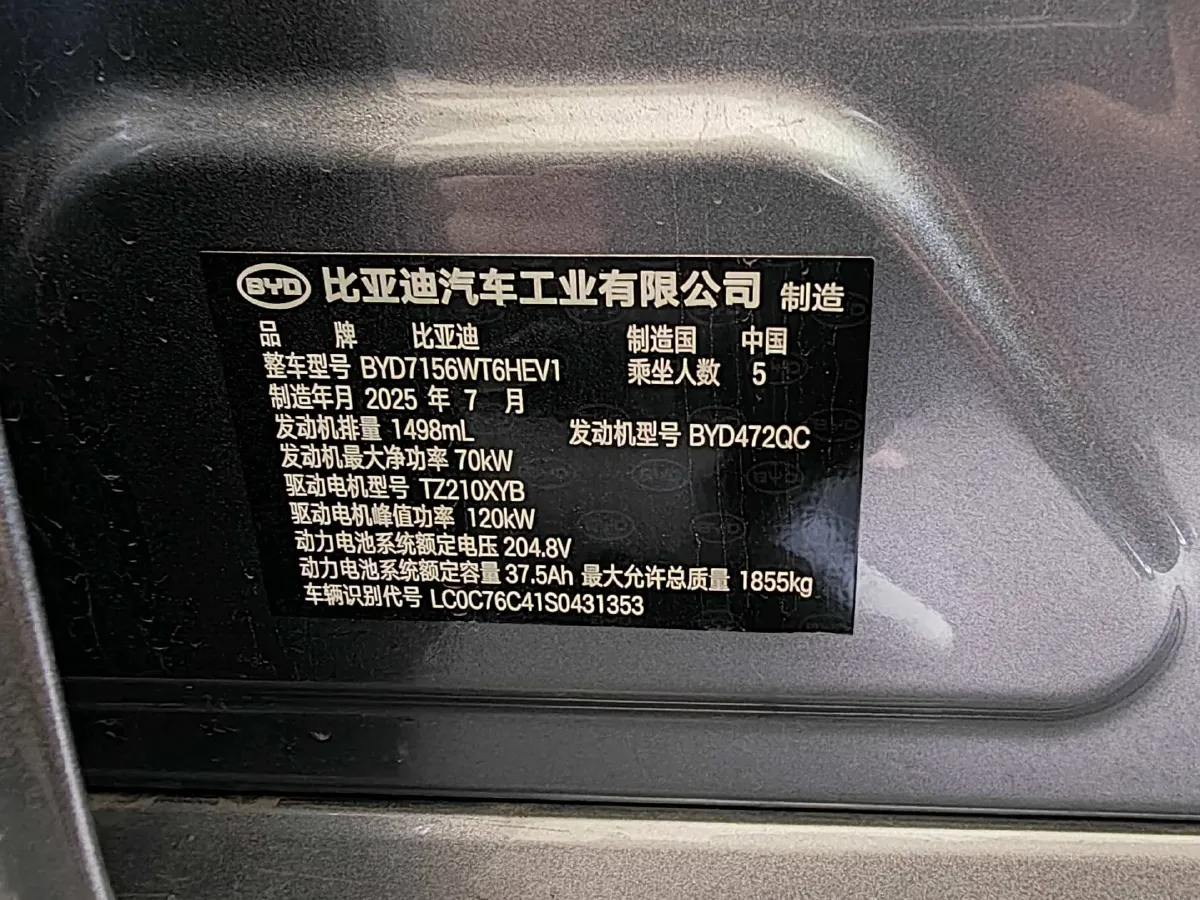 BYD 比亚迪汽车工业有限公司 制造
品 牌 比亚迪 制造国 中国
整车型号 BYD7156WT6HEV1 乘坐人数 5
制造年月 2025 年 7 月
发动机排量 1498mL 发动机型号 BYD472QC
发动机最大净功率 70kW
驱动电机型号 TZ210XYB
驱动电机峰值功率 120kW
动力电池系统额定电压 204.8V
动力电池系统额定容量 37.5Ah 最大允许总质量 1855kg
车辆识别代号 LC0C76C41S0431353